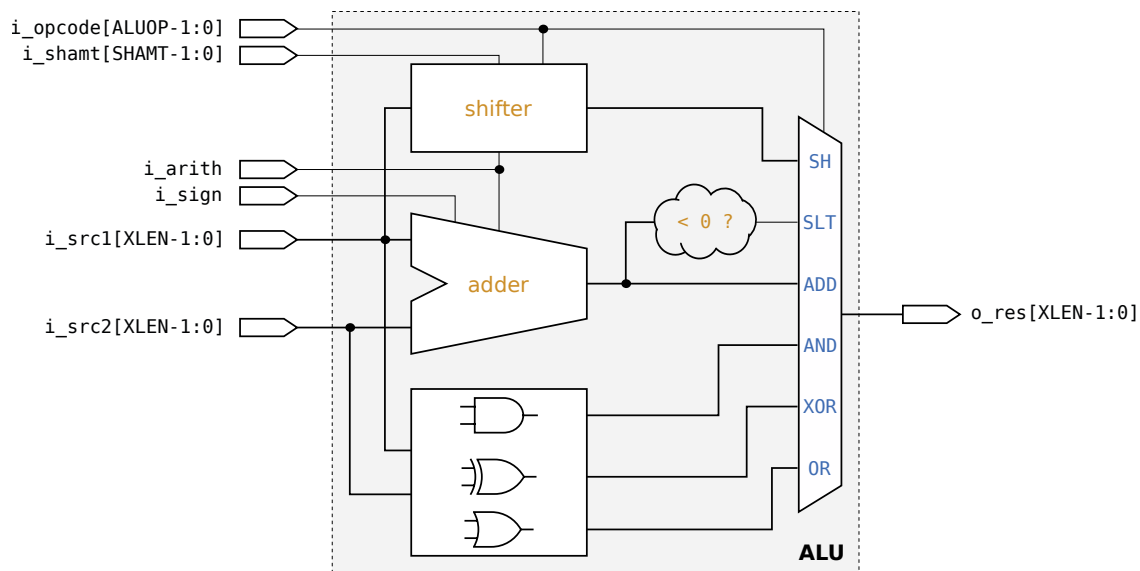 i_opcode[ALUOP-1:0]
i_shamt[SHAMT-1:0]
shifter
i_arith
SH
i_sign
< 0 ?
SLT
i_src1[XLEN-1:0]
adder
ADD
o_res[XLEN-1:0]
i_src2[XLEN-1:0]
AND
XOR
OR
ALU